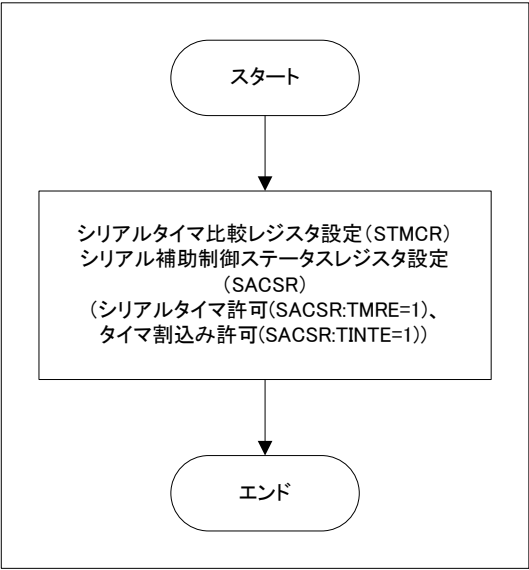 スタート
シリアルタイマ比較レジスタ設定(STMCR)
シリアル補助制御ステータスレジスタ設定
(SACSR)
(シリアルタイマ許可(SACSR:TMRE=1)、
タイマ割込み許可(SACSR:TINTE=1))
エンド